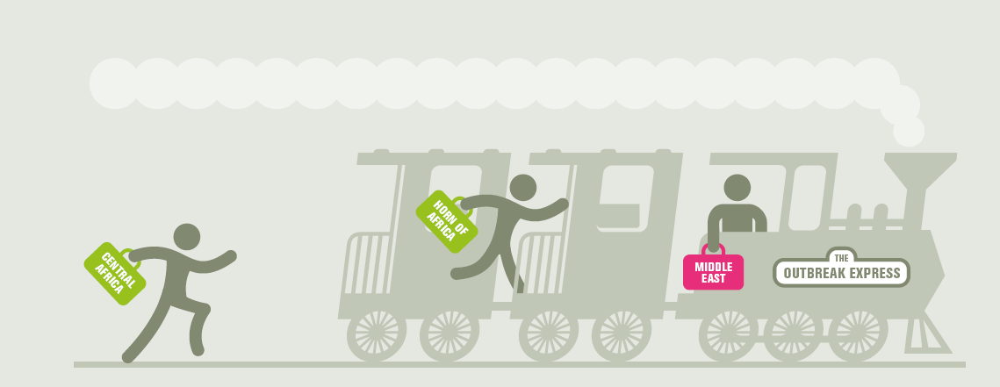 CENTRAL
AFRICA
HORN OF
AFRICA
MIDDLE
EAST
THE
OUTBREAK EXPRESS